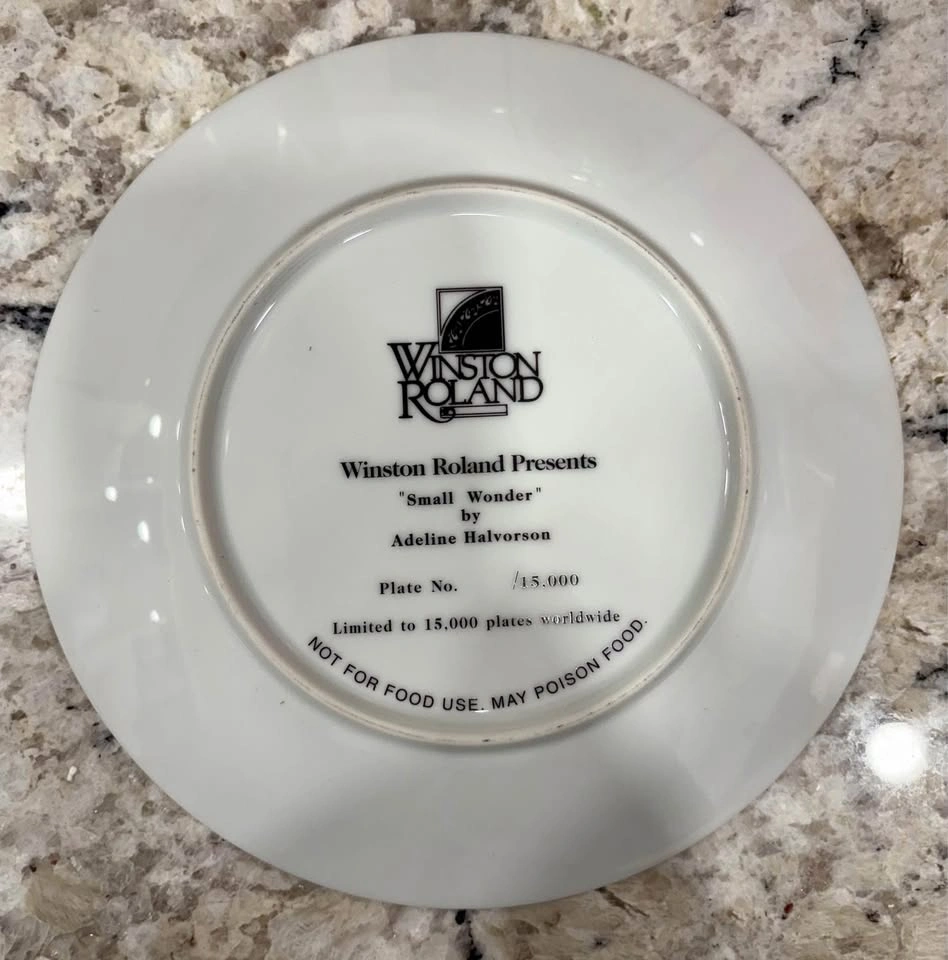 WINSTON
ROLAND
Winston Roland Presents
"Small Wonder"
by
Adeline Halvorson
Plate No. /15.000
Limited to 15,000 plates worldwide
NOT FOR FOOD USE. MAY POISON FOOD.